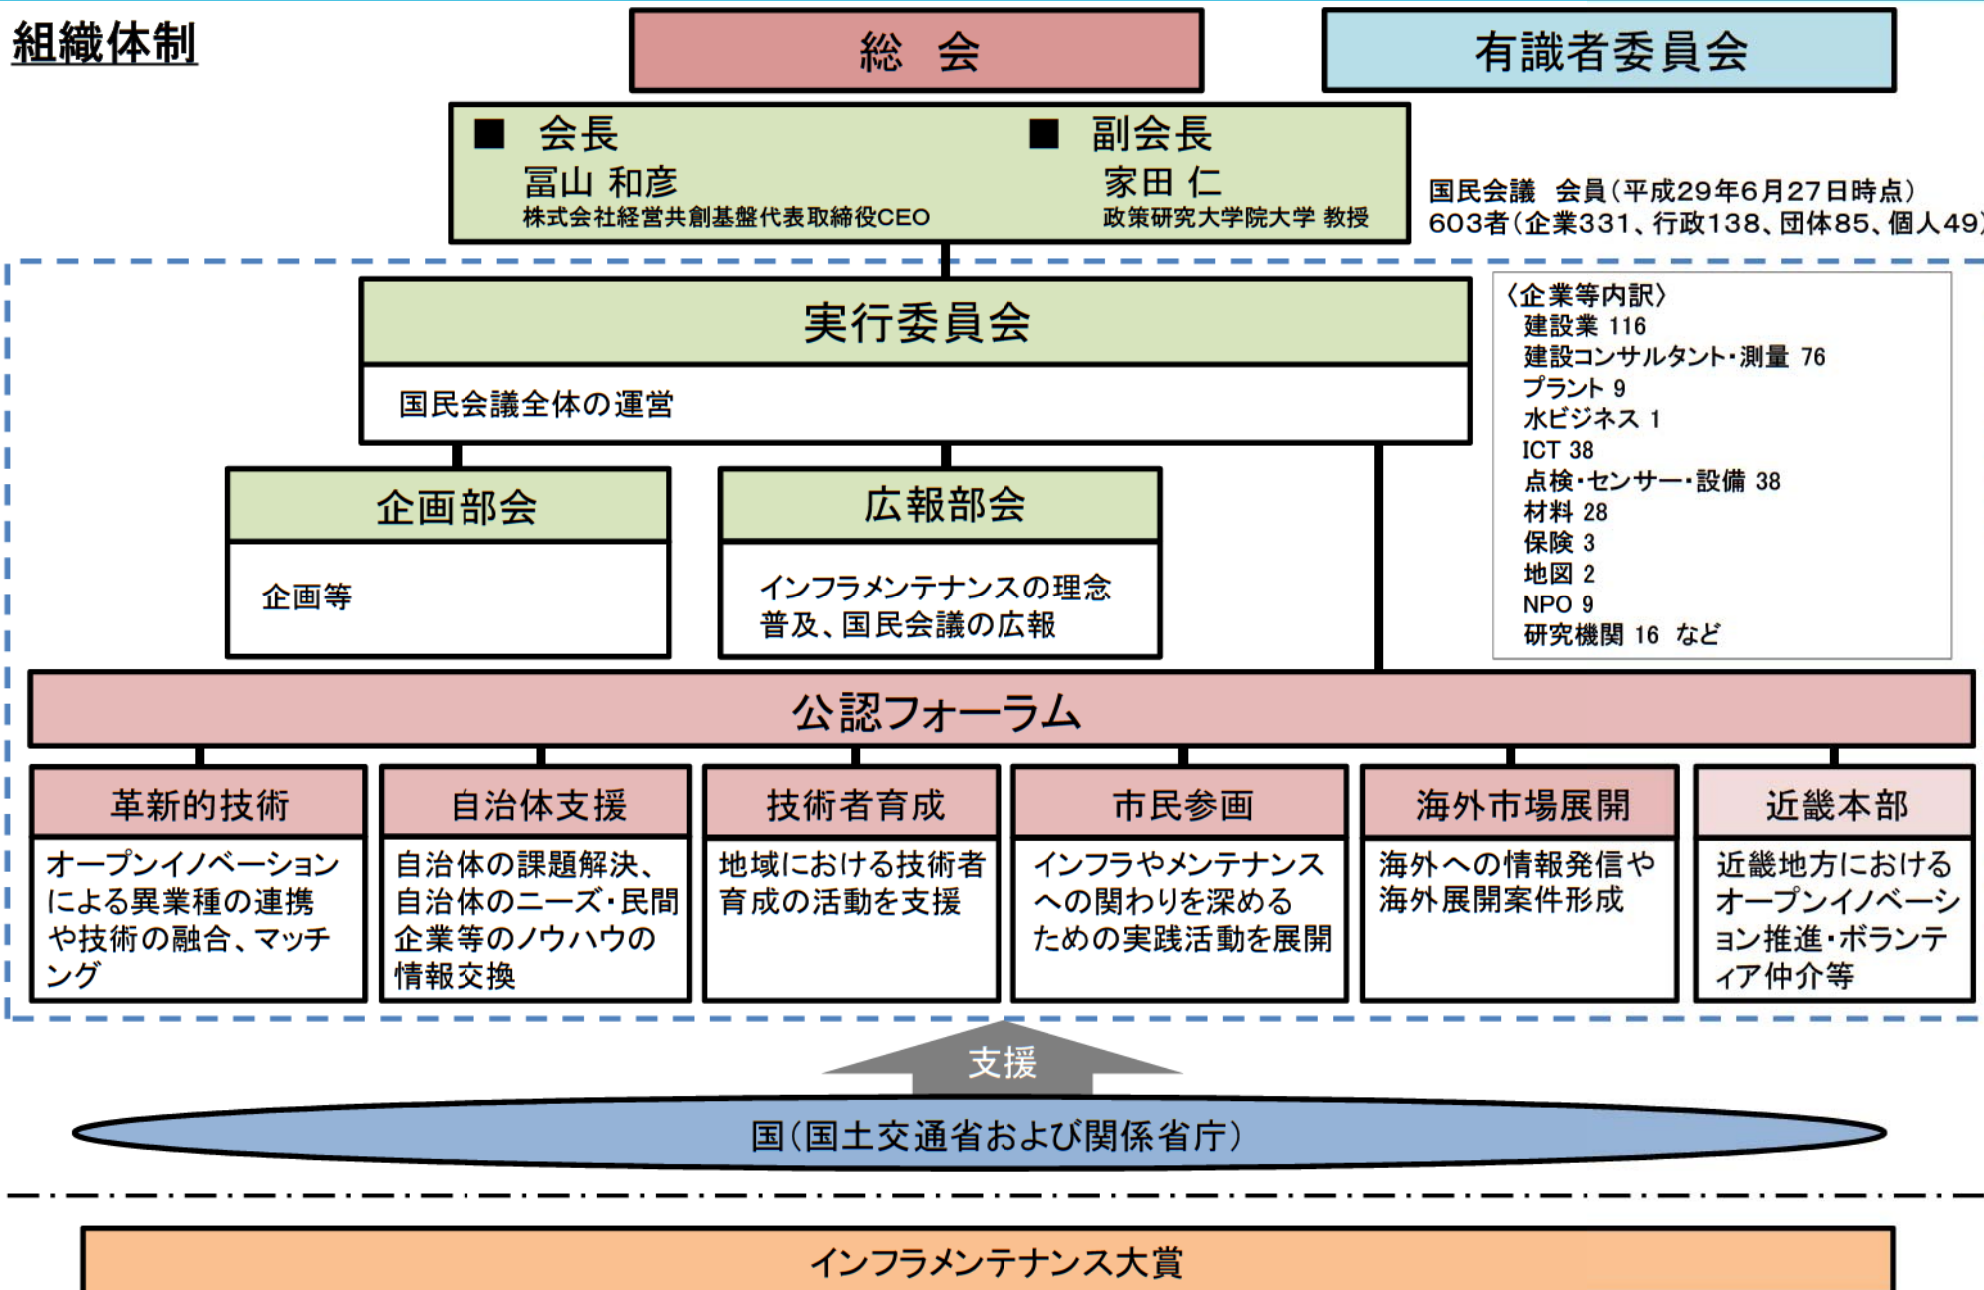 組織体制
総　会
有識者委員会
■　会長
冨山 和彦
株式会社経営共創基盤代表取締役CEO
■　副会長
家田 仁
政策研究大学院大学 教授
国民会議　会員（平成29年6月27日時点）
603者（企業331、行政138、団体85、個人49）
実行委員会
国民会議全体の運営
〈企業等内訳〉
建設業 116
建設コンサルタント・測量 76
プラント 9
水ビジネス 1
ICT 38
点検・センサー・設備 38
材料 28
保険 3
地図 2
NPO 9
研究機関 16　など
企画部会
企画等
広報部会
インフラメンテナンスの理念
普及、国民会議の広報
公認フォーラム
革新的技術
オープンイノベーション
による異業種の連携
や技術の融合、マッチ
ング
自治体支援
自治体の課題解決、
自治体のニーズ・民間
企業等のノウハウの
情報交換
技術者育成
地域における技術者
育成の活動を支援
市民参画
インフラやメンテナンス
への関わりを深める
ための実践活動を展開
海外市場展開
海外への情報発信や
海外展開案件形成
近畿本部
近畿地方における
オープンイノベーシ
ョン推進・ボランテ
ィア仲介等
支援
国（国土交通省および関係省庁）
インフラメンテナンス大賞